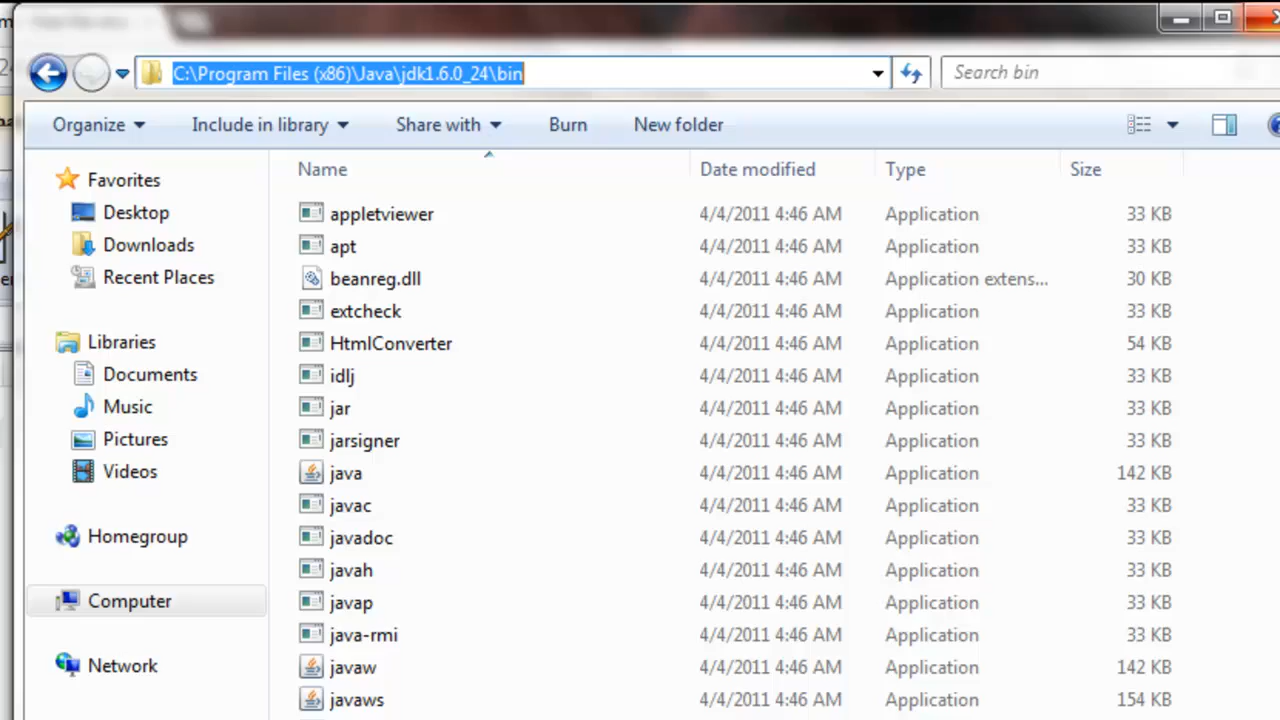 C:\Program Files (x86)\Java\jdk1.6.0_24\bin
Search bin
Organize Include in library Share with Burn New folder
Name Date modified Type Size
Favorites
Desktop
Downloads
Recent Places
Libraries
Documents
Music
Pictures
Videos
Homegroup
Computer
Network
appletviewer 4/4/2011 4:46 AM Application 33 KB
apt 4/4/2011 4:46 AM Application 33 KB
beanreg.dll 4/4/2011 4:46 AM Application extens... 30 KB
extcheck 4/4/2011 4:46 AM Application 33 KB
HtmlConverter 4/4/2011 4:46 AM Application 54 KB
idlj 4/4/2011 4:46 AM Application 33 KB
jar 4/4/2011 4:46 AM Application 33 KB
jarsigner 4/4/2011 4:46 AM Application 33 KB
java 4/4/2011 4:46 AM Application 142 KB
javac 4/4/2011 4:46 AM Application 33 KB
javadoc 4/4/2011 4:46 AM Application 33 KB
javah 4/4/2011 4:46 AM Application 33 KB
javap 4/4/2011 4:46 AM Application 33 KB
java-rmi 4/4/2011 4:46 AM Application 33 KB
javaw 4/4/2011 4:46 AM Application 142 KB
javaws 4/4/2011 4:46 AM Application 154 KB